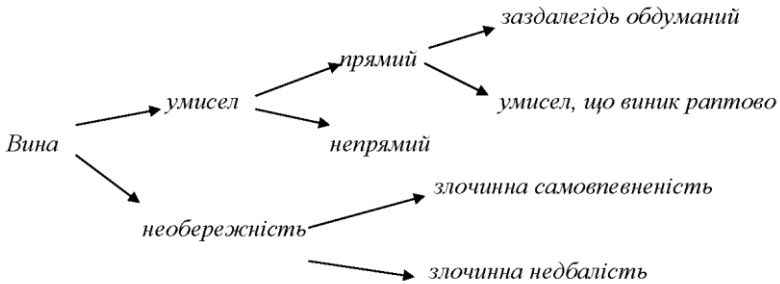 заздалегідь обдуманий
прямий
умисел
умисел, що виник раптово
Вина
непрямий
злочинна самовпевненість
необережність
злочинна недбалість